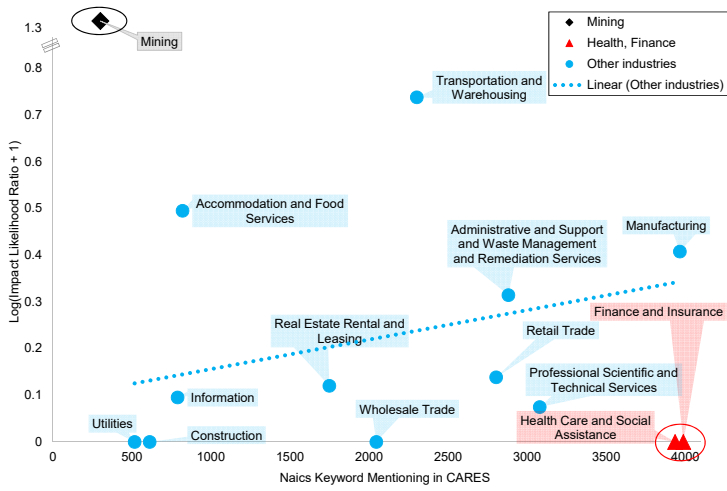 1.3
Mining
Mining
Health, Finance
Other industries
Linear (Other industries)
0.8
Transportation and
Warehousing
0.7
0.6
0.5
Accommodation and Food
Services
Administrative and Support
and Waste Management
and Remediation Services
Manufacturing
0.4
Log(Impact Likelihood Ratio + 1)
0.3
Real Estate Rental and
Leasing
Finance and Insurance
Retail Trade
0.2
Professional Scientific and
Technical Services
0.1
Information
Wholesale Trade
Health Care and Social
Assistance
Utilities
Construction
0
0
500
1000
1500
2000
2500
3000
3500
4000
Naics Keyword Mentioning in CARES